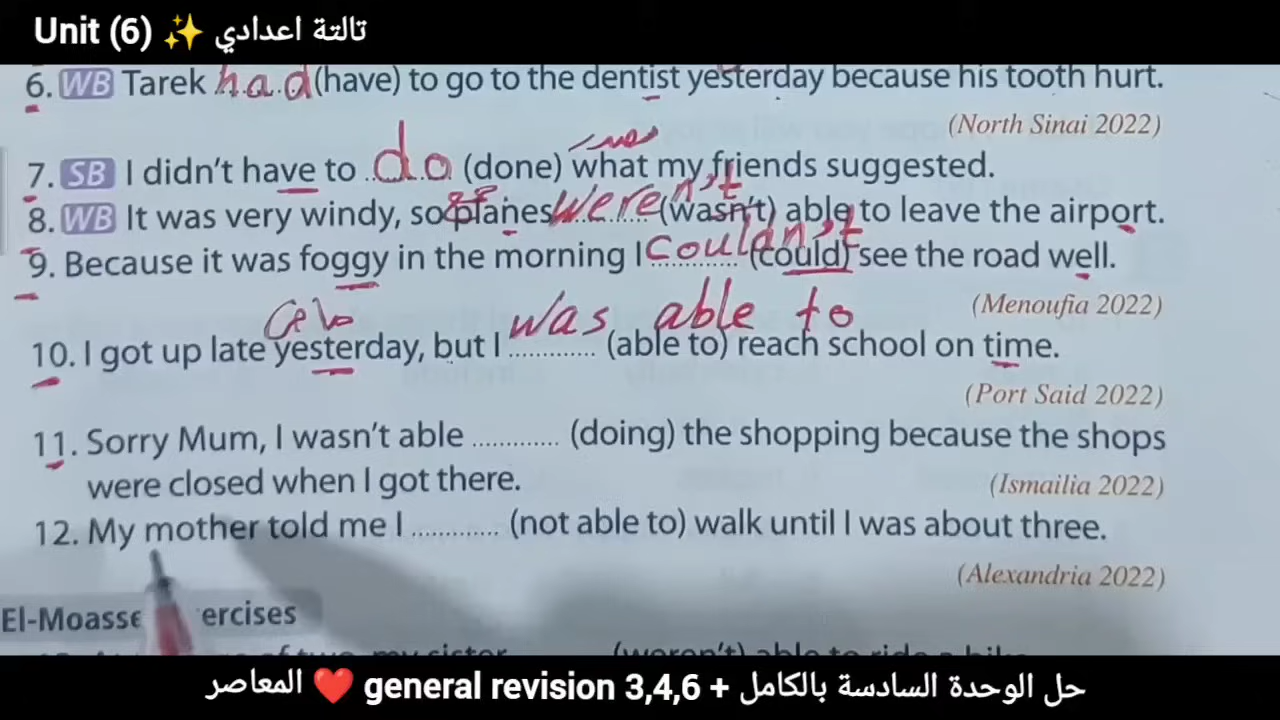 Unit (6) ✨ تالتة اعدادي
6. WB Tarek had (have) to go to the dentist yesterday because his tooth hurt.
(North Sinai 2022)
7. SB I didn't have to do (done) what my friends suggested.
8. WB It was very windy, so planes weren't (wasn't) able to leave the airport.
9. Because it was foggy in the morning I couldn't (could) see the road well.
(Menoufia 2022)
was able to
10. I got up late yesterday, but I ............ (able to) reach school on time.
(Port Said 2022)
11. Sorry Mum, I wasn't able ............ (doing) the shopping because the shops
were closed when I got there.
(Ismailia 2022)
12. My mother told me I ............ (not able to) walk until I was about three.
(Alexandria 2022)
El-Moasse ercises
حل الوحدة السادسة بالكامل + general revision 3,4,6 ❤️ المعاصر